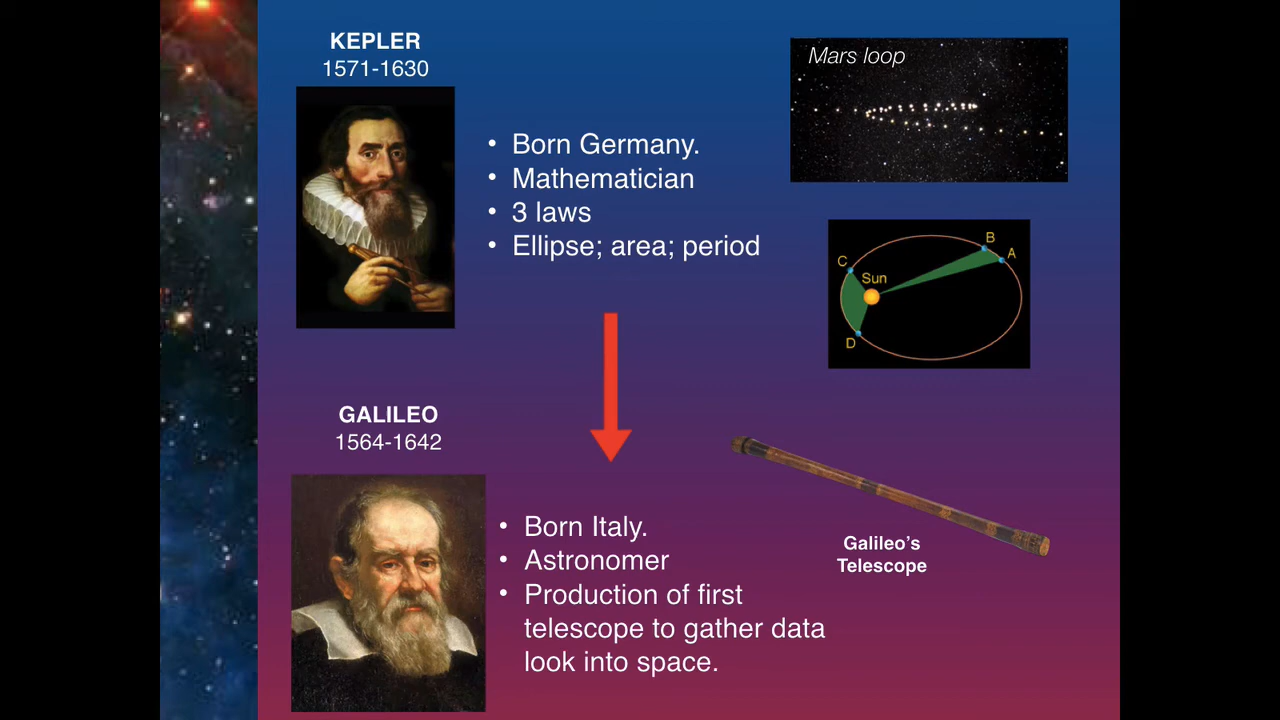 KEPLER
1571-1630
• Born Germany.
• Mathematician
• 3 laws
• Ellipse; area; period
Mars loop
B
A
C
Sun
D
GALILEO
1564-1642
• Born Italy.
• Astronomer
• Production of first
telescope to gather data
look into space.
Galileo's
Telescope